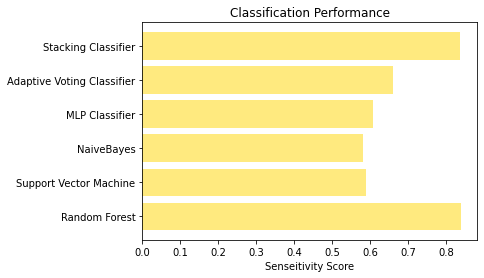 Classification Performance
Stacking Classifier
Adaptive Voting Classifier
MLP Classifier
NaiveBayes
Support Vector Machine
Random Forest
0.0 0.1 0.2 0.3 0.4 0.5 0.6 0.7 0.8
Senseitivity Score